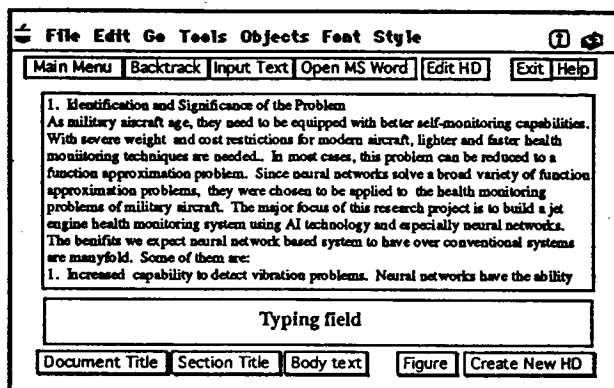 File Edit Go Tools Objects Font Style
Main Menu Backtrack Input Text Open MS Word Edit HD Exit Help
1. Identification and Significance of the Problem
As military aircraft age, they need to be equipped with better self-monitoring capabilities.
With severe weight and cost restrictions for modern aircraft, lighter and faster health
moniitoring techniques are needed.. In most cases, this problem can be reduced to a
function approximation problem. Since neural networks solve a broad variety of function
approximation problems, they were chosen to be applied to the health monitoring
problems of military aircraft. The major focus of this research project is to build a jet
engine health monitoring system using AI technology and especially neural networks.
The benifits we expect neural network based system to have over conventional systems
are manyfold. Some of them are:
1. Increased capability to detect vibration problems. Neural networks have the ability
Typing field
Document Title Section Title Body text Figure Create New HD